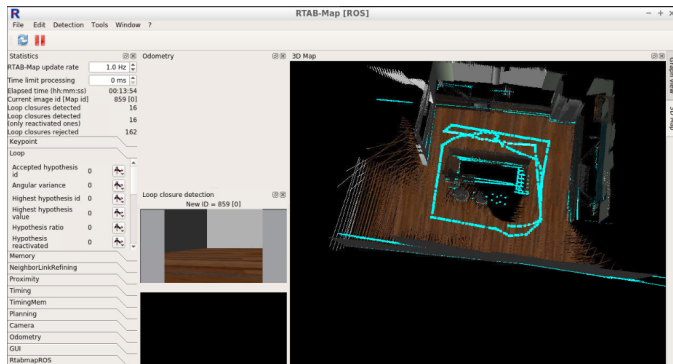 RTAB-Map [ROS]
File Edit Detection Tools Window ?
Statistics
RTAB-Map update rate 1.0 Hz
Time limit processing 0 ms
Elapsed time (hh:mm:ss) 00:13:54
Current image id [Map id] 859 [0]
Loop closures detected 16
Loop closures detected
(only reactivated ones) 16
Loop closures rejected 162
Keypoint
Loop
Accepted hypothesis
id 0
Angular variance 0
Highest hypothesis id 0
Highest hypothesis
value 0
Hypothesis ratio 0
Hypothesis
reactivated 0
Memory
NeighborLinkRefining
Proximity
Timing
TimingMem
Planning
Camera
Odometry
GUI
RtabmapROS
Odometry
Loop closure detection
New ID = 859 [0]
3D Map
Graph view
3D Map